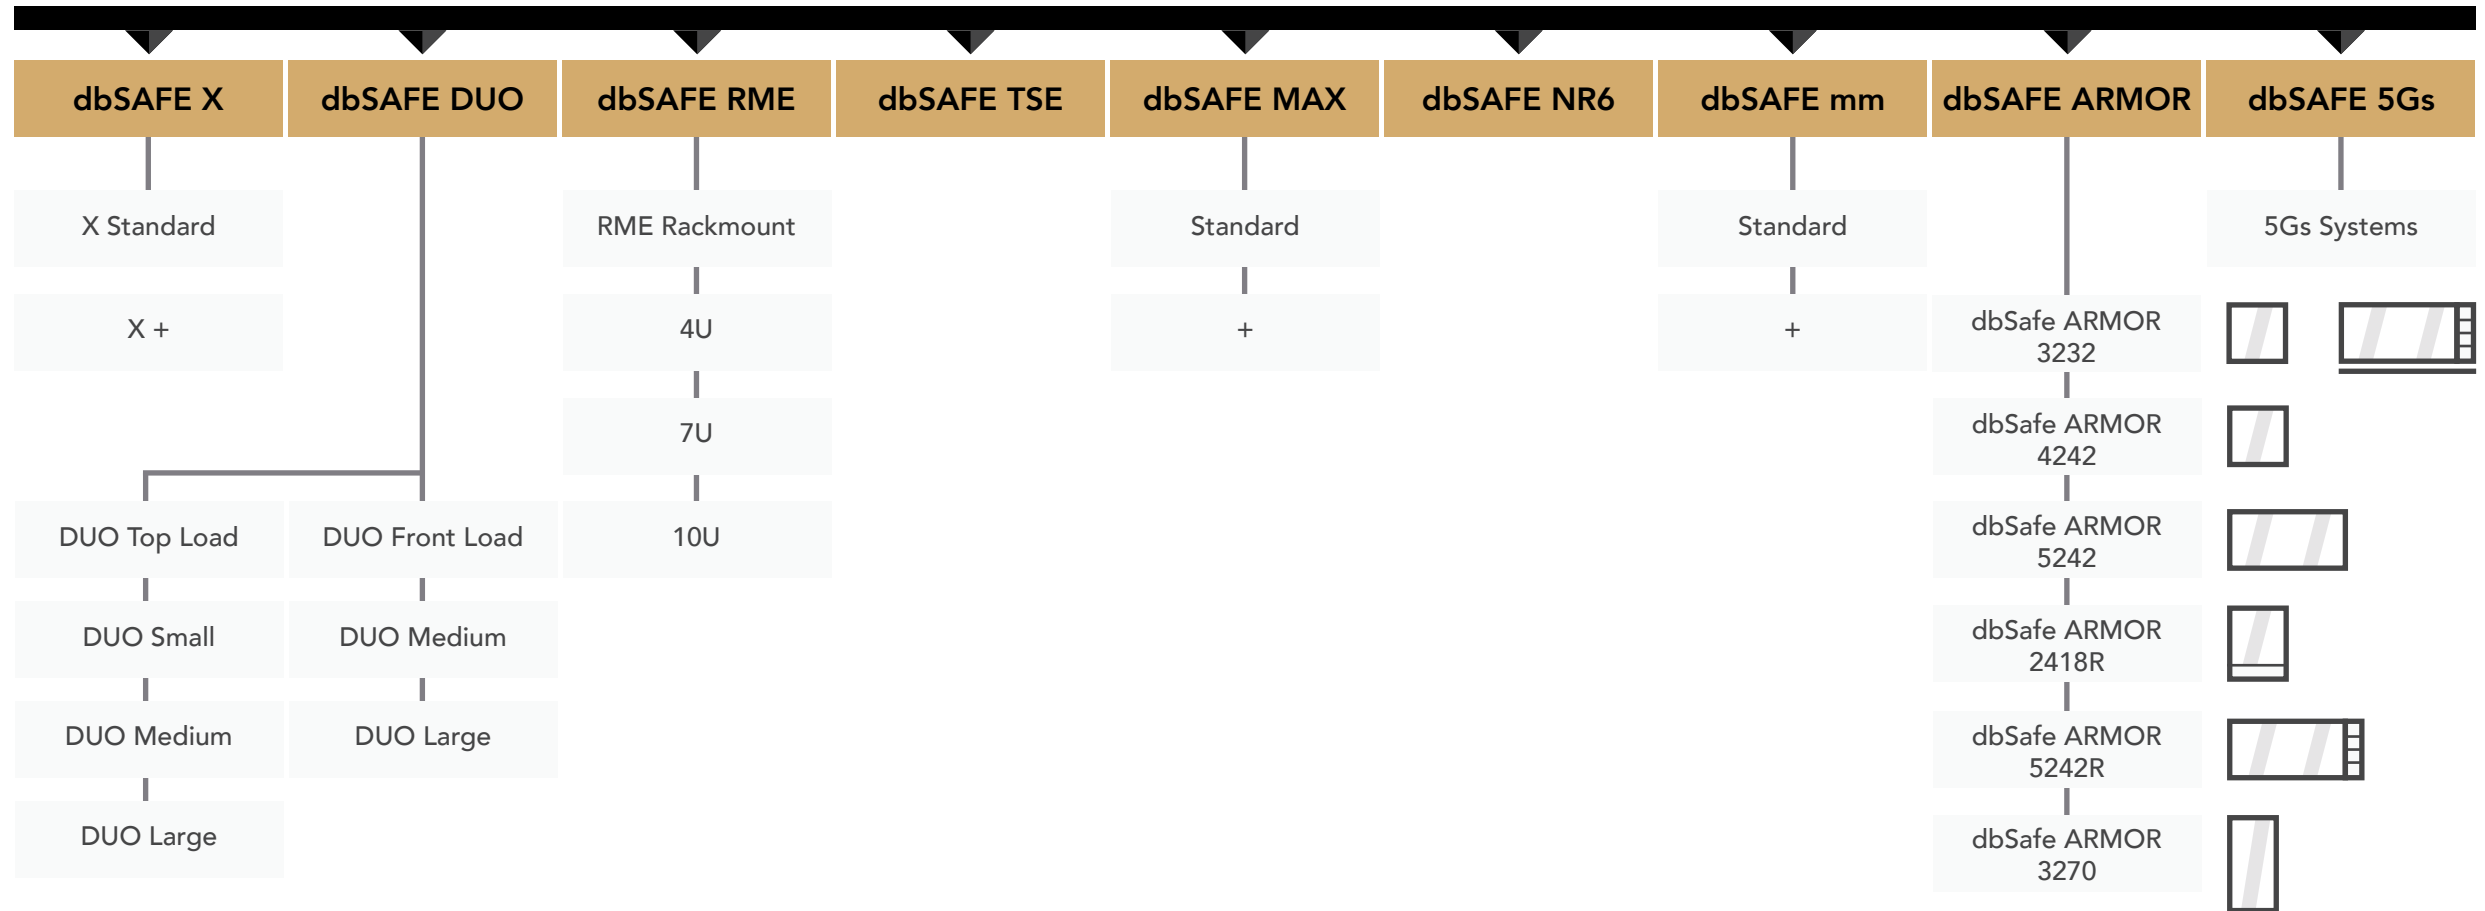 dbSAFE X
dbSAFE DUO
dbSAFE RME
dbSAFE TSE
dbSAFE MAX
dbSAFE NR6
dbSAFE mm
dbSAFE ARMOR
dbSAFE 5Gs
X Standard
RME Rackmount
Standard
Standard
5Gs Systems
X +
4U
+
+
dbSafe ARMOR
3232
7U
dbSafe ARMOR
4242
DUO Top Load
DUO Front Load
10U
dbSafe ARMOR
5242
DUO Small
DUO Medium
dbSafe ARMOR
2418R
DUO Medium
DUO Large
dbSafe ARMOR
5242R
DUO Large
dbSafe ARMOR
3270